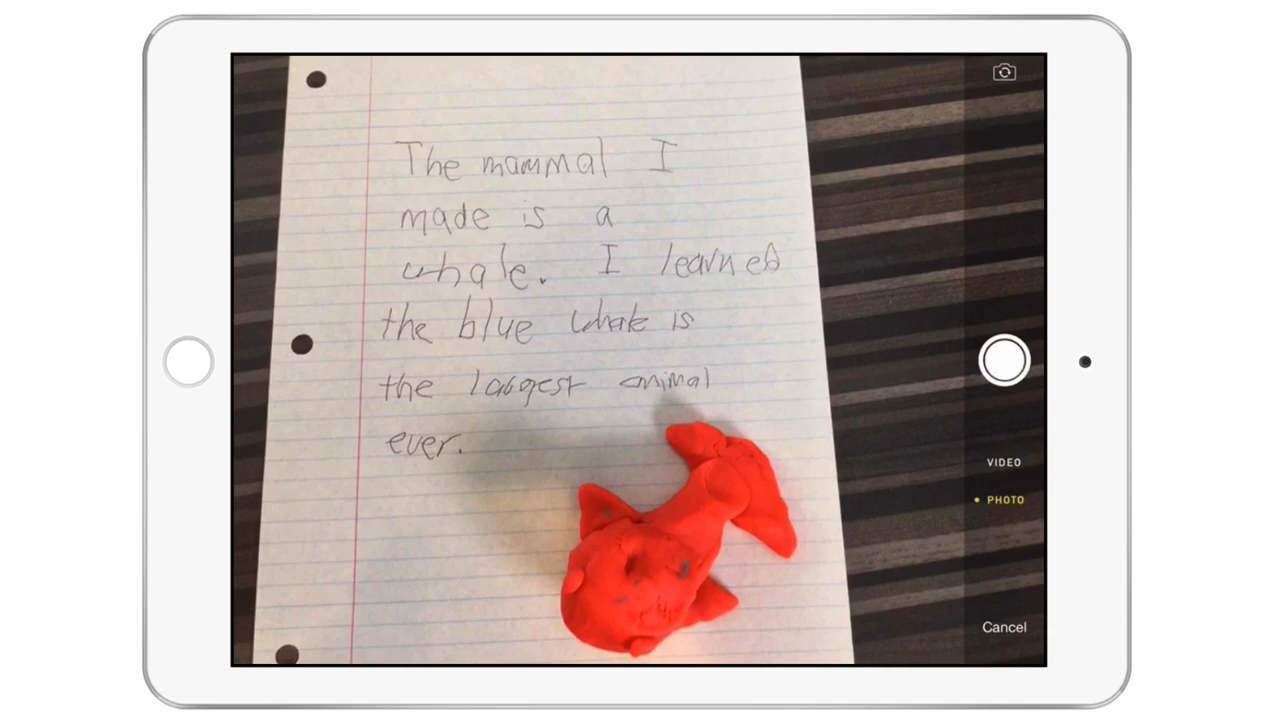 The mammal I
made is a
whale. I learned
the blue whale is
the largest animal
ever.
VIDEO
PHOTO
Cancel